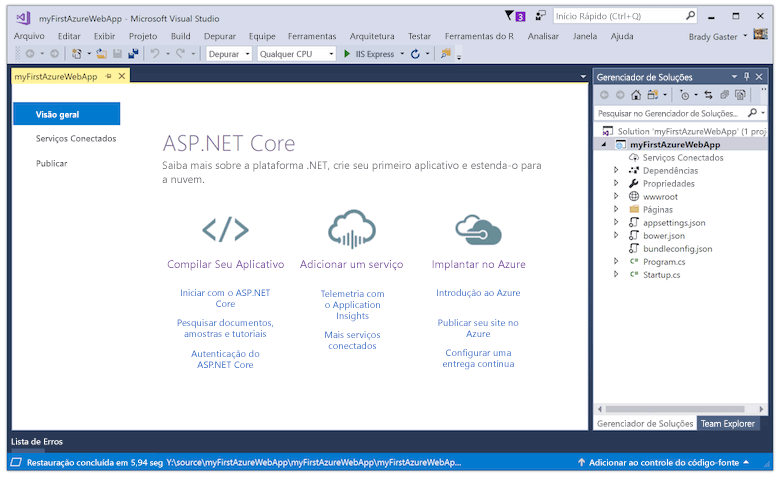 myFirstAzureWebApp - Microsoft Visual Studio
3
Início Rápido (Ctrl+Q)
Arquivo Editar Exibir Projeto Build Depurar Equipe Ferramentas Arquitetura Testar Ferramentas do R Analisar Janela Ajuda Brady Gaster
Depurar Qualquer CPU IIS Express
myFirstAzureWebApp
Visão geral
Serviços Conectados
Publicar
ASP.NET Core
Saiba mais sobre a plataforma .NET, crie seu primeiro aplicativo e estenda-o para
a nuvem.
Compilar Seu Aplicativo
Iniciar com o ASP.NET
Core
Pesquisar documentos,
amostras e tutoriais
Autenticação do
ASP.NET Core
Adicionar um serviço
Telemetria com
o Application
Insights
Mais serviços
conectados
Implantar no Azure
Introdução ao Azure
Publicar seu site no
Azure
Configurar uma
entrega contínua
Gerenciador de Soluções
Pesquisar no Gerenciador de Soluções...
Solution 'myFirstAzureWebApp' (1 proj
myFirstAzureWebApp
Serviços Conectados
Dependências
Propriedades
wwwroot
Páginas
appsettings.json
bower.json
bundleconfig.json
Program.cs
Startup.cs
Gerenciador de Soluções Team Explorer
Lista de Erros
Restauração concluída em 5,94 seg Y:\source\myFirstAzureWebApp\myFirstAzureWebApp\myFirstAzureWebAp... Adicionar ao controle do código-fonte